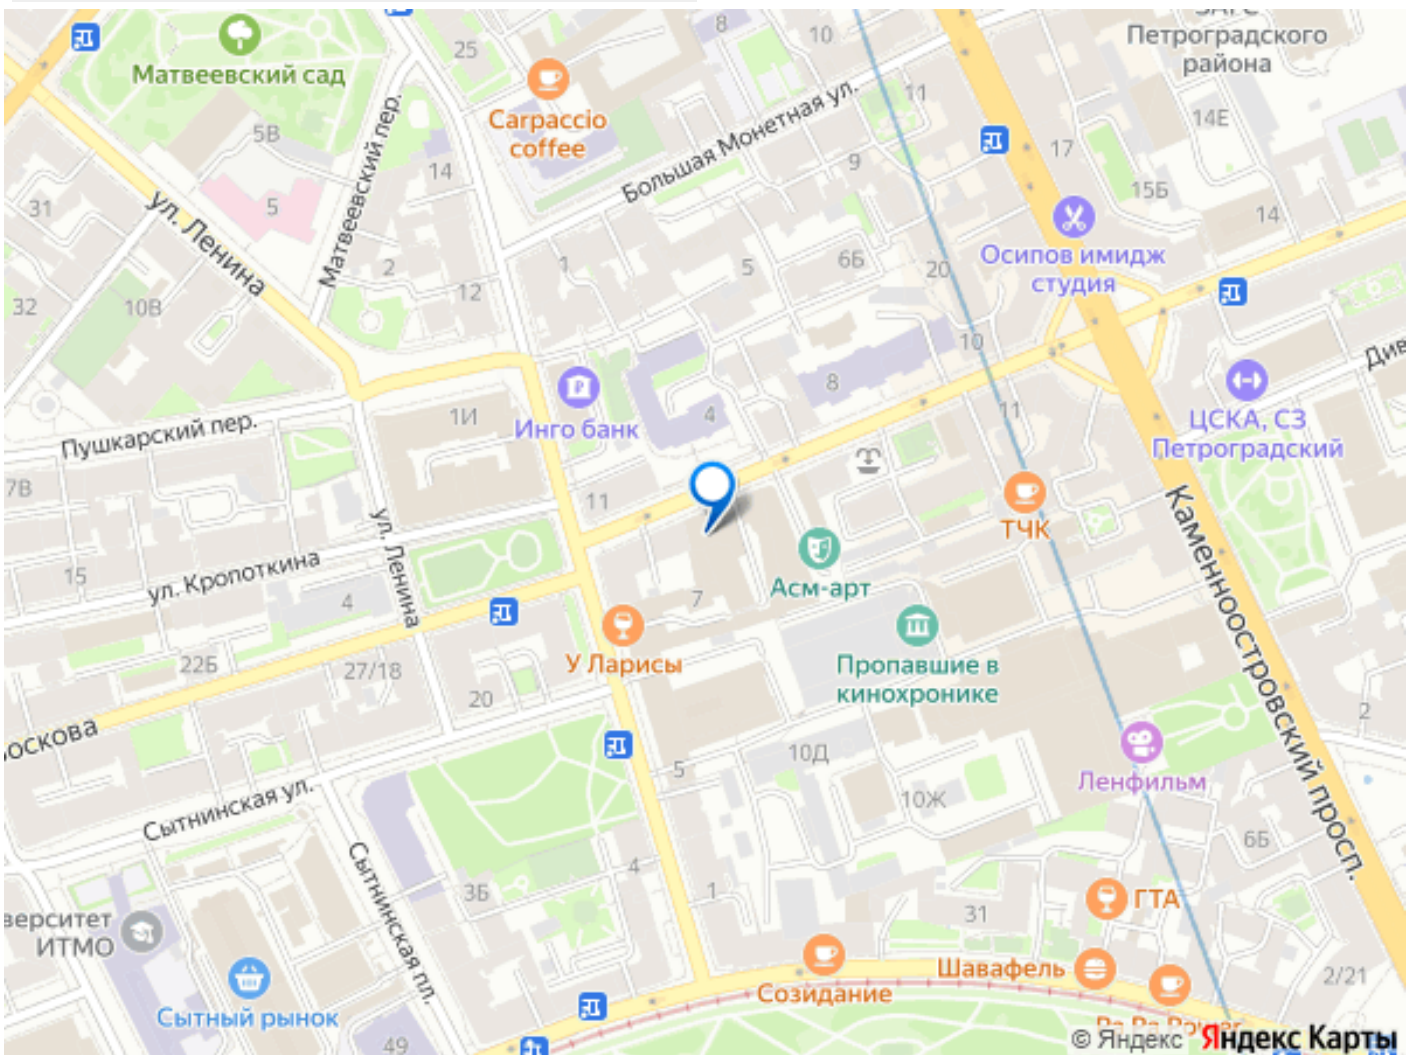 ЗАГС
Петроградского
района
8
10
25
Матвеевский сад
Carpaccio
coffee
Большая Монетная ул.
11
14Е
5В
Матвеевский пер.
14
9
17
15Б
31
5
ул. Ленина
14
Осипов имидж
студия
2
12
1
5
6Б
20
32
10В
10
Див
8
11
ЦСКА, СЗ
Петроградский
1И
Инго банк
4
Пушкарский пер.
7В
11
ул. Ленина
ТЧК
Каменноостровский просп.
15
ул. Кропоткина
4
7
Асм-арт
22Б
27/18
У Ларисы
Пропавшие в
кинохронике
20
2
оскова
5
10Д
Ленфильм
10Ж
Сытнинская ул.
6Б
Сытнинская пл.
3Б
4
1
31
ГТА
верситет
ИТМО
Шавафель
2/21
Созидание
Сытный рынок
49
© Яндекс Яндекс Карты